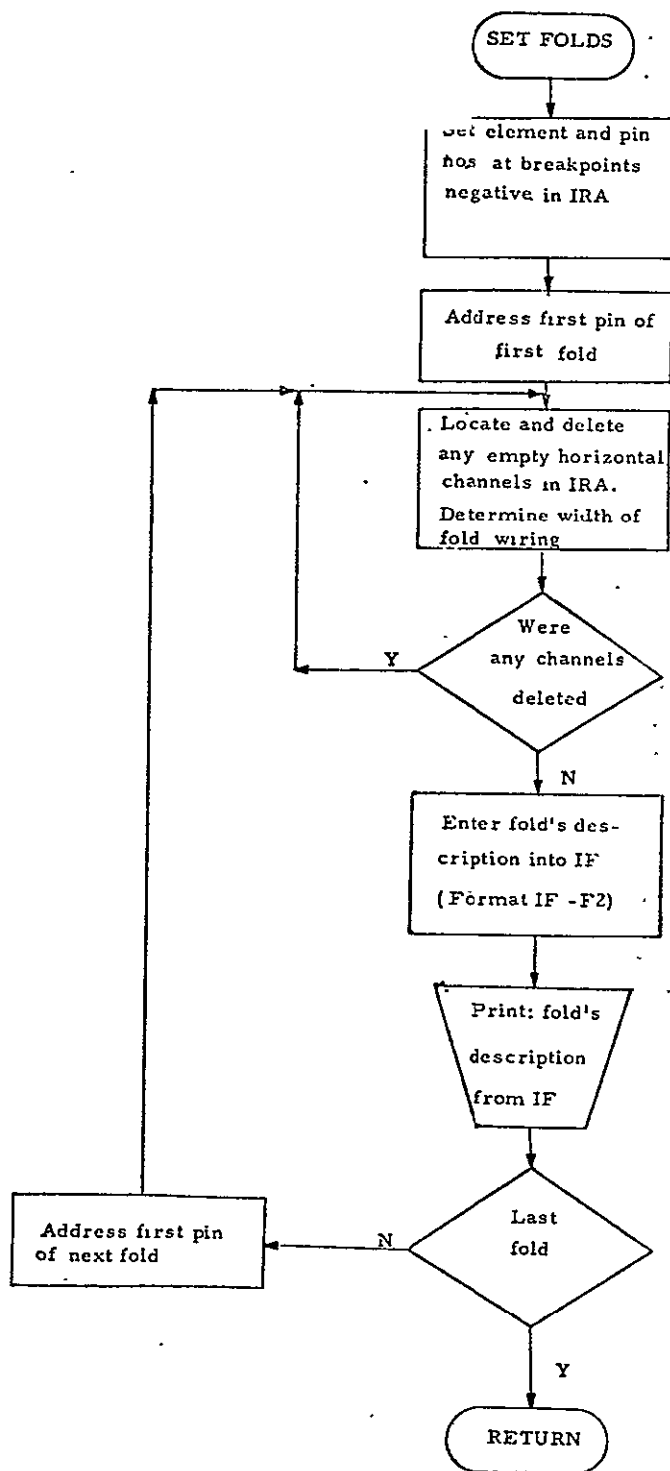 SET FOLDS
Set element and pin
nos at breakpoints
negative in IRA
Address first pin of
first fold
Locate and delete
any empty horizontal
channels in IRA.
Determine width of
fold wiring
Were
any channels
deleted
Y
N
Enter fold's des-
cription into IF
(Format IF -F2)
Print: fold's
description
from IF
Last
fold
N
Address first pin
of next fold
Y
RETURN